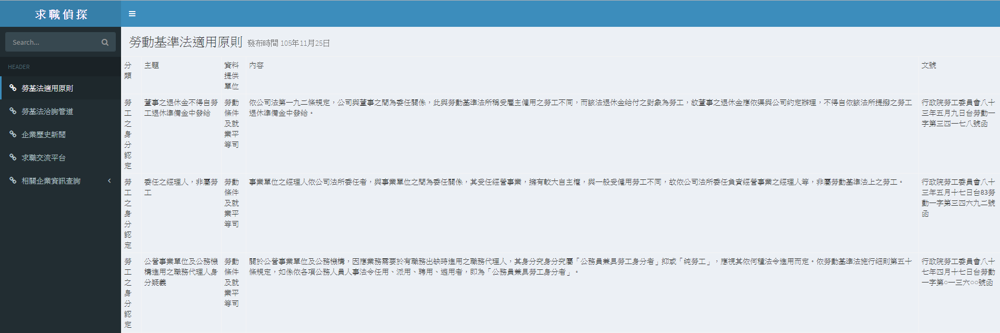 求職偵探
Search...
HEADER
勞基法適用原則
勞基法洽詢管道
企業歷史新聞
求職交流平台
相關企業資訊查詢
勞動基準法適用原則 發布時間 105年11月25日
分
類
主題
資料
提供
單位
內容
文號
勞
工
之
身
分
認
定
董事之退休金不得自勞
工退休準備金中發給
勞動
條件
及就
業平
等司
依公司法第一九二條規定，公司與董事之間為委任關係，此與勞動基準法所稱受雇主僱用之勞工不同，而該法退休金給付之對象為勞工，故董事之退休金應依渠與公司約定辦理，不得自依該法所提撥之勞工
退休準備金中發給。
行政院勞工委員會八十
三年五月九日台勞動一
字第三四一七八號函
勞
工
之
身
分
認
定
委任之經理人，非屬勞
工
勞動
條件
及就
業平
等司
事業單位之經理人依公司法所委任者，與事業單位之間為委任關係，其受任經營事業，擁有較大自主權，與一般受僱用勞工不同，故依公司法所委任負責經營事業之經理人等，非屬勞動基準法上之勞工。
行政院勞工委員會八十
三年五月十七日台83勞
動一字第三四六九二號
函
勞
工
之
身
分
認
定
公營事業單位及公務機
構進用之職務代理人身
分疑義
勞動
條件
及就
業平
等司
關於公營事業單位及公務機構，因應業務需要於有職務出缺時進用之職務代理人，其身分究身分究屬「公務員兼具勞工身分者」抑或「純勞工」，應視其依何種法令進用而定。依勞動基準法施行細則第五十
條規定，如係依各項公務人員人事法令任用、派用、聘用、遴用者，即為「公務員兼具勞工身分者」。
行政院勞工委員會八十
七年四月十七日台勞動
一字第○一三六○○號函